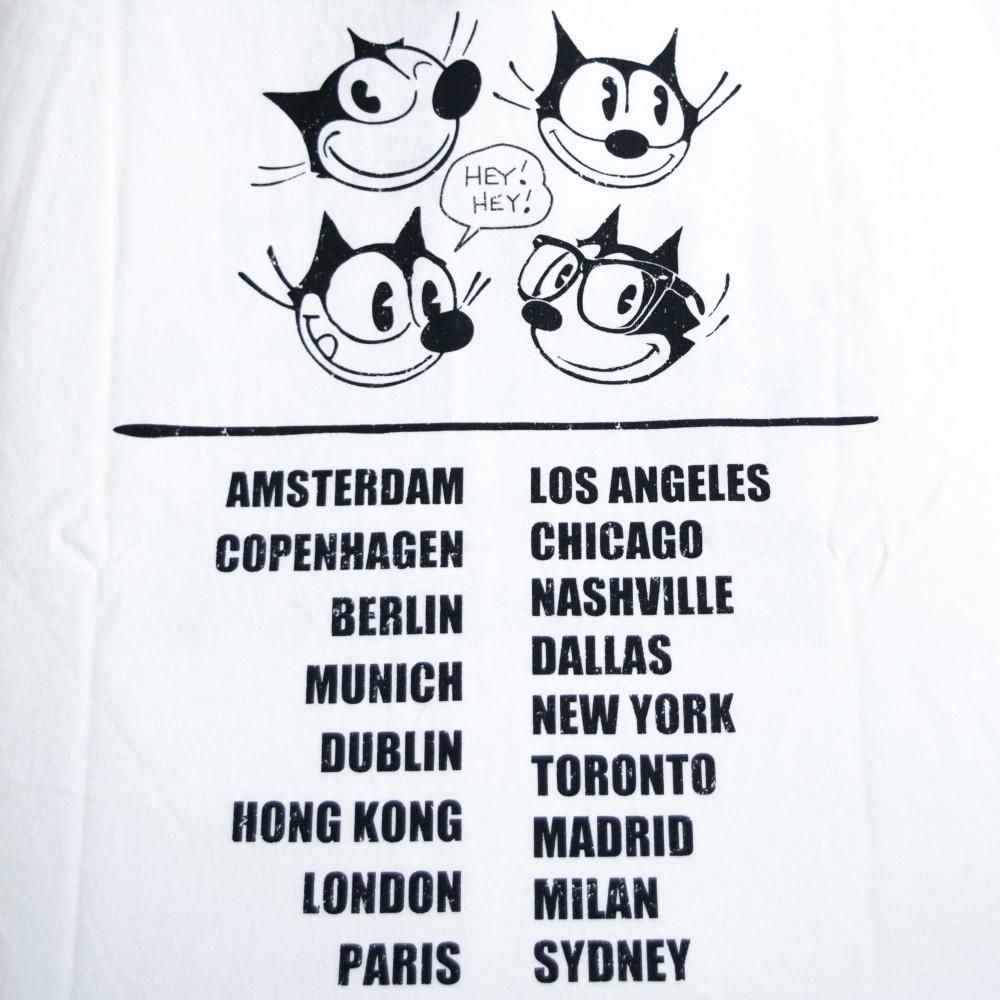 HEY!
HEY!
AMSTERDAM
COPENHAGEN
BERLIN
MUNICH
DUBLIN
HONG KONG
LONDON
PARIS
LOS ANGELES
CHICAGO
NASHVILLE
DALLAS
NEW YORK
TORONTO
MADRID
MILAN
SYDNEY